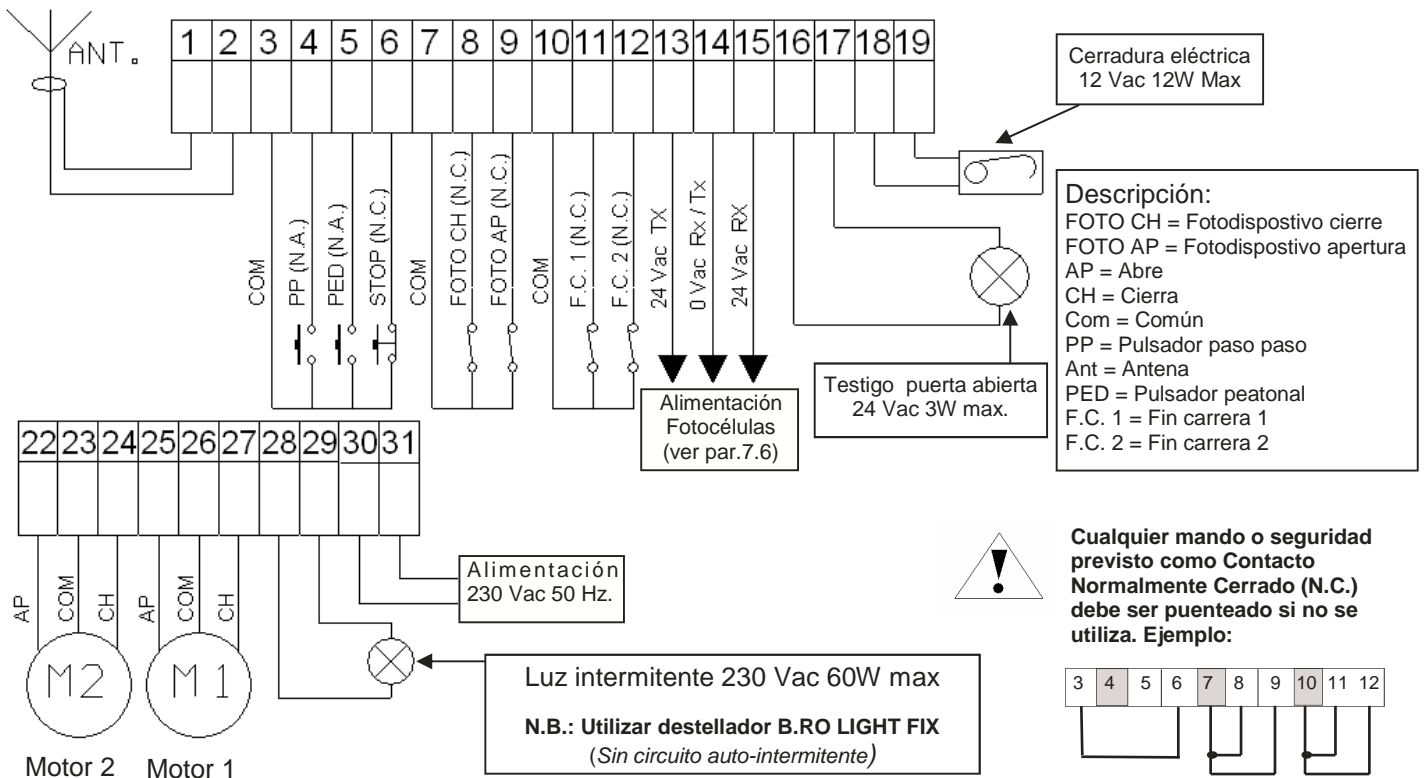 ANT.
1 2 3 4 5 6 7 8 9 10 11 12 13 14 15 16 17 18 19
Cerradura eléctrica
12 Vac 12W Max
COM
PP (N.A.)
PED (N.A.)
STOP (N.C.)
COM
FOTO CH (N.C.)
FOTO AP (N.C.)
COM
F.C. 1 (N.C.)
F.C. 2 (N.C.)
24 Vac TX
0 Vac Rx / Tx
24 Vac RX
Alimentación
Fotocélulas
(ver par.7.6)
Testigo puerta abierta
24 Vac 3W max.
Descripción:
FOTO CH = Fotodispostivo cierre
FOTO AP = Fotodispostivo apertura
AP = Abre
CH = Cierra
Com = Común
PP = Pulsador paso paso
Ant = Antena
PED = Pulsador peatonal
F.C. 1 = Fin carrera 1
F.C. 2 = Fin carrera 2
22 23 24 25 26 27 28 29 30 31
AP
COM
CH
AP
COM
CH
M2
M 1
Motor 2
Motor 1
Alimentación
230 Vac 50 Hz.
Luz intermitente 230 Vac 60W max
N.B.: Utilizar destellador B.RO LIGHT FIX
(Sin circuito auto-intermitente)
!
Cualquier mando o seguridad
previsto como Contacto
Normalmente Cerrado (N.C.)
debe ser puenteado si no se
utiliza. Ejemplo:
3 4 5 6 7 8 9 10 11 12